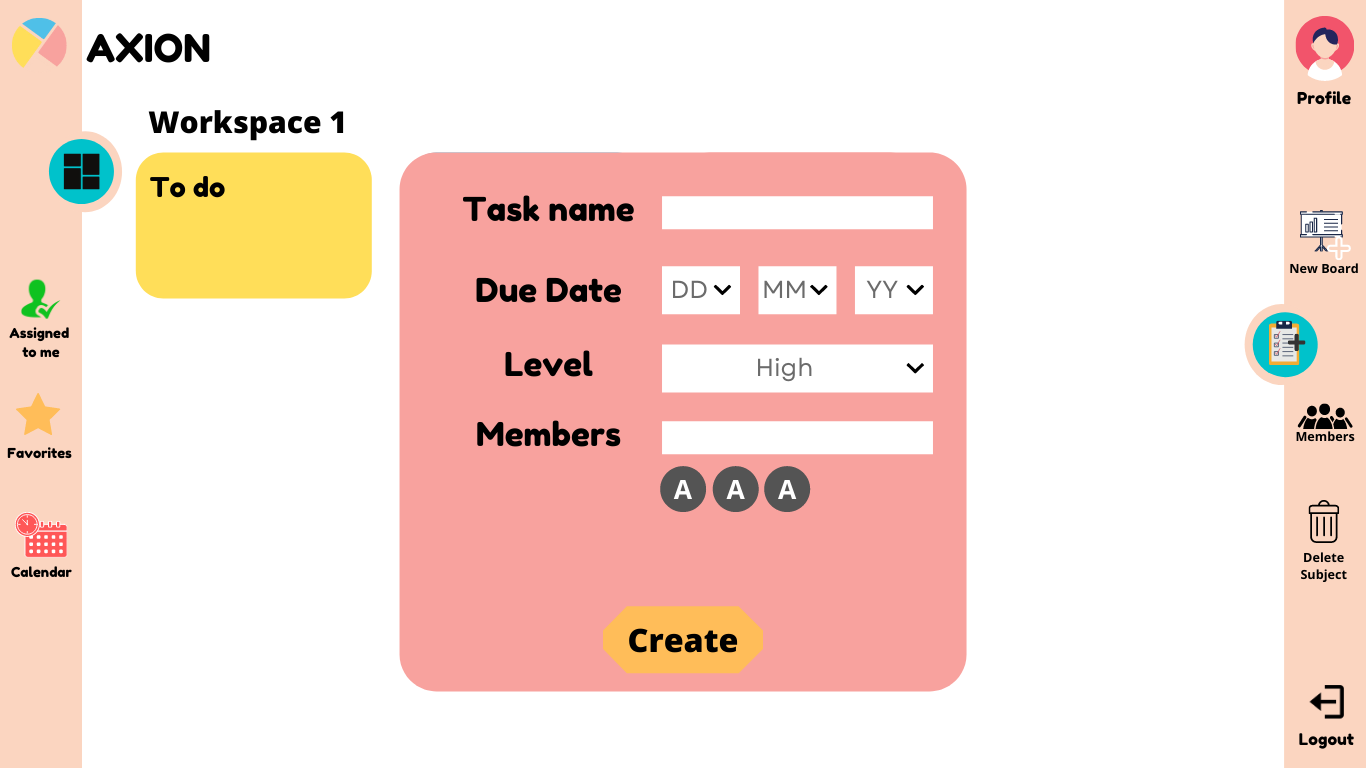 AXION
Workspace 1
To do
Assigned
to me
Favorites
Calendar
Task name
Due Date
DD
MM
YY
Level
High
Members
A
A
A
Create
Profile
New Board
Members
Delete
Subject
Logout